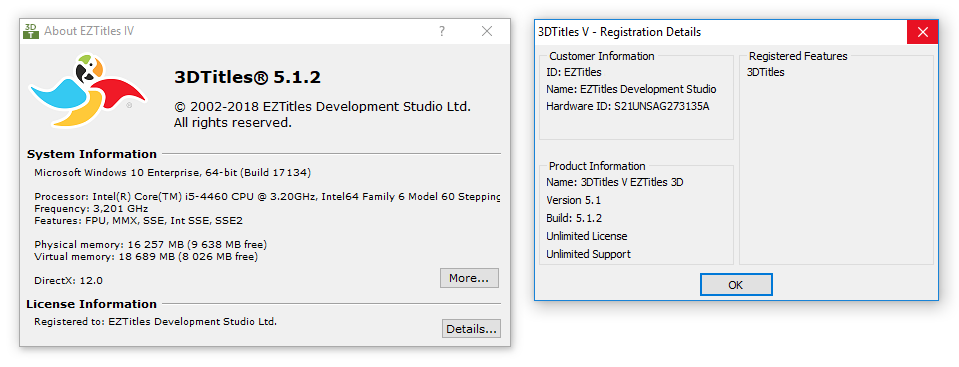 3D
T
About EZTitles IV
?
3DTitles® 5.1.2
© 2002-2018 EZTitles Development Studio Ltd.
All rights reserved.
®
System Information
Microsoft Windows 10 Enterprise, 64-bit (Build 17134)
Processor: Intel(R) Core(TM) i5-4460 CPU @ 3.20GHz, Intel64 Family 6 Model 60 Stepping
Frequency: 3,201 GHz
Features: FPU, MMX, SSE, Int SSE, SSE2
Physical memory: 16 257 MB (9 638 MB free)
Virtual memory: 18 689 MB (8 026 MB free)
DirectX: 12.0
More...
License Information
Registered to: EZTitles Development Studio Ltd.
Details...
3DTitles V - Registration Details
Customer Information
ID: EZTitles
Name: EZTitles Development Studio
Hardware ID: S21UNSAG273135A
Product Information
Name: 3DTitles V EZTitles 3D
Version 5.1
Build: 5.1.2
Unlimited License
Unlimited Support
Registered Features
3DTitles
OK